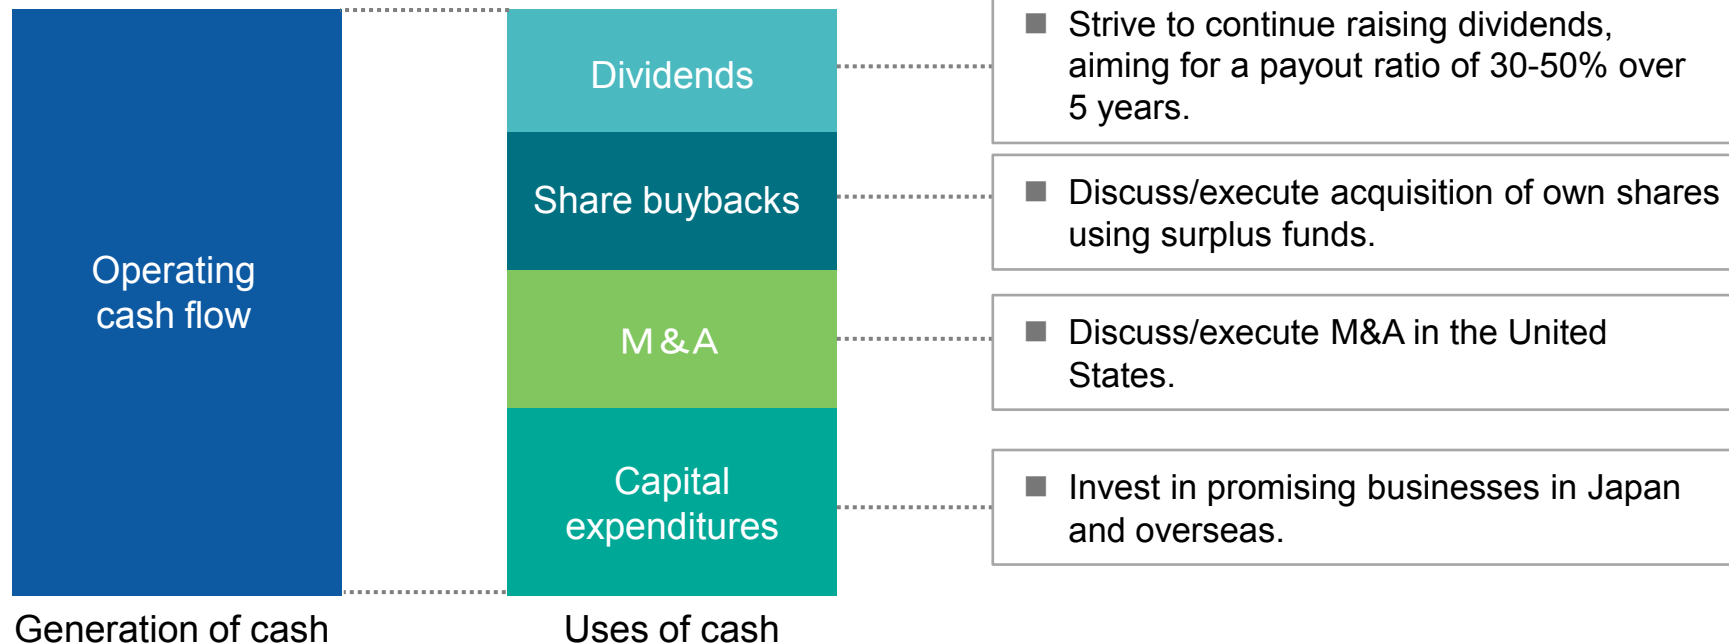 Operating
cash flow
Generation of cash
Dividends
Share buybacks
M&A
Capital
expenditures
Uses of cash
■ Strive to continue raising dividends,
aiming for a payout ratio of 30-50% over
5 years.
■ Discuss/execute acquisition of own shares
using surplus funds.
■ Discuss/execute M&A in the United
States.
■ Invest in promising businesses in Japan
and overseas.